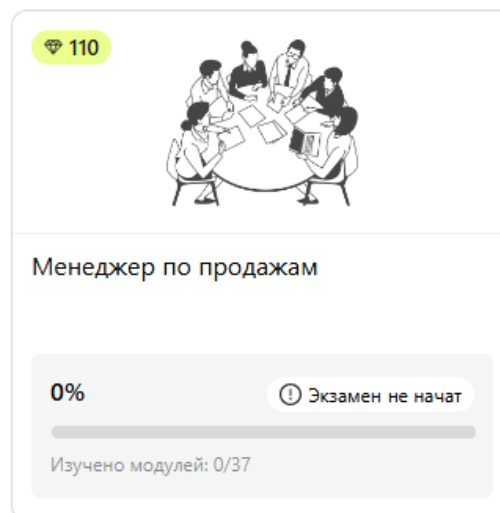 110
Менеджер по продажам
0%
Экзамен не начат
Изучено модулей: 0/37